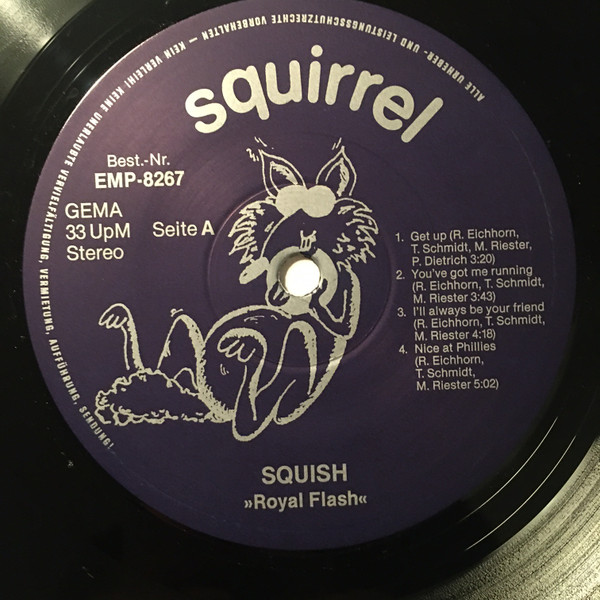 ALLE URHEBER- UND LEISTUNGSSCHUTZRECHTE VORBEHALTEN – KEIN VERLEIH! KEINE UNERLAUBTE VERVIELFÄLTIGUNG, VERMIETUNG, AUFFÜHRUNG, SENDUNG!
squirrel
Best.-Nr.
EMP-8267
GEMA
33 UpM Seite A
Stereo
1. Get up (R. Eichhorn,
T. Schmidt, M. Riester,
P. Dietrich 3:20)
2. You've got me running
(R. Eichhorn, T. Schmidt,
M. Riester 3:43)
3. I'll always be your friend
(R. Eichhorn, T. Schmidt,
M. Riester 4:18)
4. Nice at Phillies
(R. Eichhorn,
T. Schmidt,
M. Riester 5:02)
SQUISH
»Royal Flash«